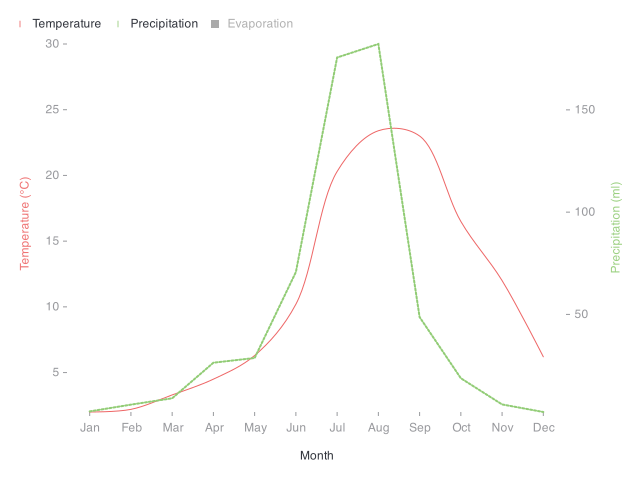 Temperature Precipitation Evaporation
30
25
20
15
10
5
Temperature (°C)
150
100
50
Precipitation (ml)
Jan Feb Mar Apr May Jun Jul Aug Sep Oct Nov Dec
Month